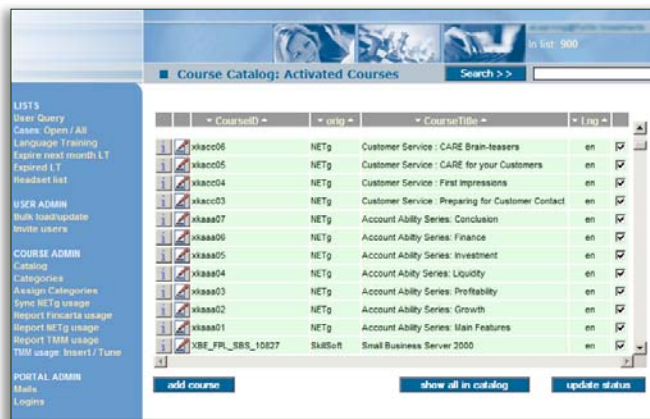 In list: 900
Course Catalog: Activated Courses
Search >>
LISTS
User Query
Cases: Open / All
Language Training
Expire next month LT
Expired LT
Headset list
USER ADMIN
Bulk load/update
Invite users
COURSE ADMIN
Catalog
Categories
Assign Categories
Sync NETg usage
Report Fincarta usage
Report NETg usage
Report TMM usage
TMM usage: Insert / Tune
PORTAL ADMIN
Mails
Logins
CourseID orig CourseTitle Lng
xkacc06 NETg Customer Service : CARE Brain-teasers en
xkacc05 NETg Customer Service : CARE for your Customers en
xkacc04 NETg Customer Service : First Impressions en
xkacc03 NETg Customer Service : Preparing for Customer Contact en
xkaaa07 NETg Account Ability Series: Conclusion en
xkaaa06 NETg Account Abiltiy Series: Finance en
xkaaa05 NETg Account Ability Series: Investment en
xkaaa04 NETg Account Abiity Series: Liquidity en
xkaaa03 NETg Account Ability Series: Profitability en
xkaaa02 NETg Account Ability Series: Growth en
xkaaa01 NETg Account Ability Series: Main Features en
XBE_FPL_SBS_10827 SkillSoft Small Business Server 2000 en
add course
show all in catalog
update status